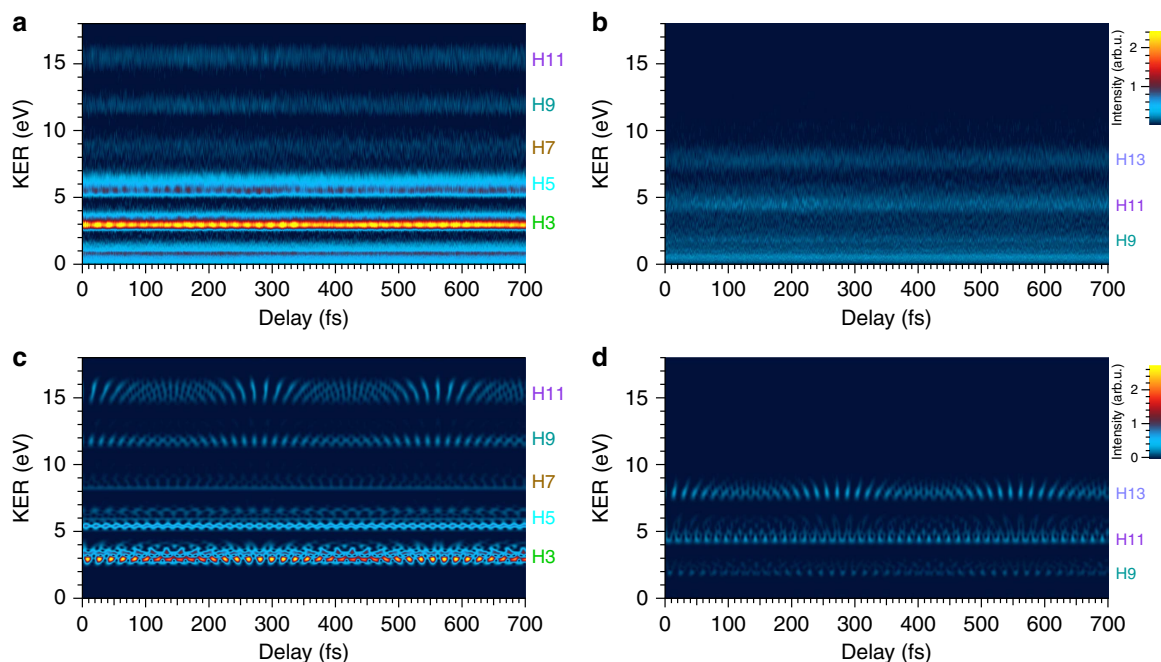 a
15
10
5
0
KER (eV)
H11
H9
H7
H5
H3
0 100 200 300 400 500 600 700
Delay (fs)
b
15
10
5
0
KER (eV)
H13
H11
H9
0 100 200 300 400 500 600 700
Delay (fs)
Intensity (arb.u.)
2
1
c
15
10
5
0
KER (eV)
H11
H9
H7
H5
H3
0 100 200 300 400 500 600 700
Delay (fs)
d
15
10
5
0
KER (eV)
H13
H11
H9
0 100 200 300 400 500 600 700
Delay (fs)
Intensity (arb.u.)
2
1
0